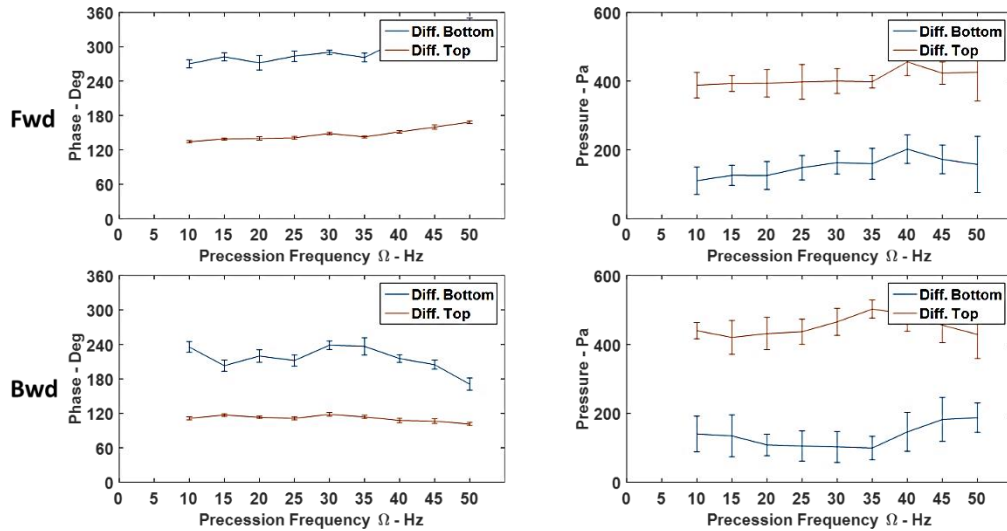 Fwd
Phase - Deg
360
300
240
180
120
60
0
0 5 10 15 20 25 30 35 40 45 50
Precession Frequency Ω - Hz
Diff. Bottom
Diff. Top
Pressure - Pa
600
400
200
0
0 5 10 15 20 25 30 35 40 45 50
Precession Frequency Ω - Hz
Diff. Bottom
Diff. Top
Bwd
Phase - Deg
360
300
240
180
120
60
0
0 5 10 15 20 25 30 35 40 45 50
Precession Frequency Ω - Hz
Diff. Bottom
Diff. Top
Pressure - Pa
600
400
200
0
0 5 10 15 20 25 30 35 40 45 50
Precession Frequency Ω - Hz
Diff. Bottom
Diff. Top